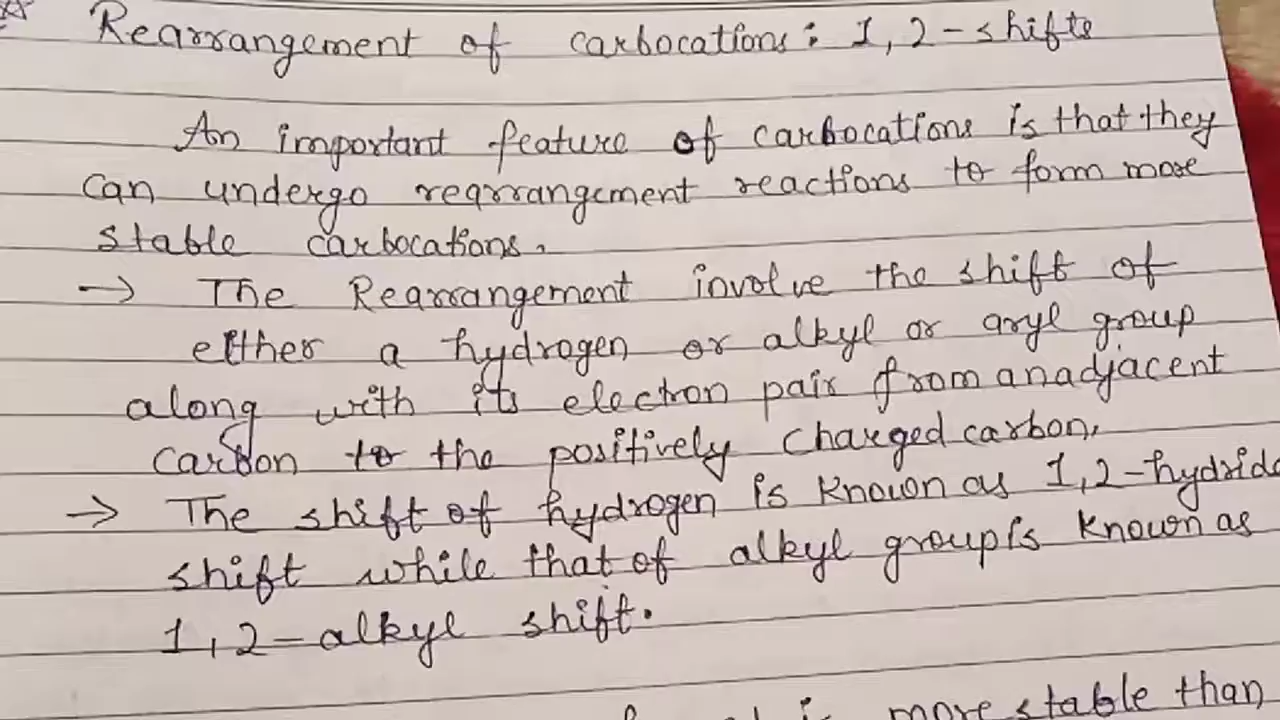 Rearrangement of carbocations: 1,2-shifts
An important feature of carbocations is that they
can undergo rearrangement reactions to form more
stable carbocations.
→ The Rearrangement involve the shift of
either a hydrogen or alkyl or aryl group
along with its electron pair from an adjacent
carbon to the positively charged carbon.
→ The shift of hydrogen is known as 1,2-hydride
shift while that of alkyl group is known as
1,2-alkyl shift.
is more stable than